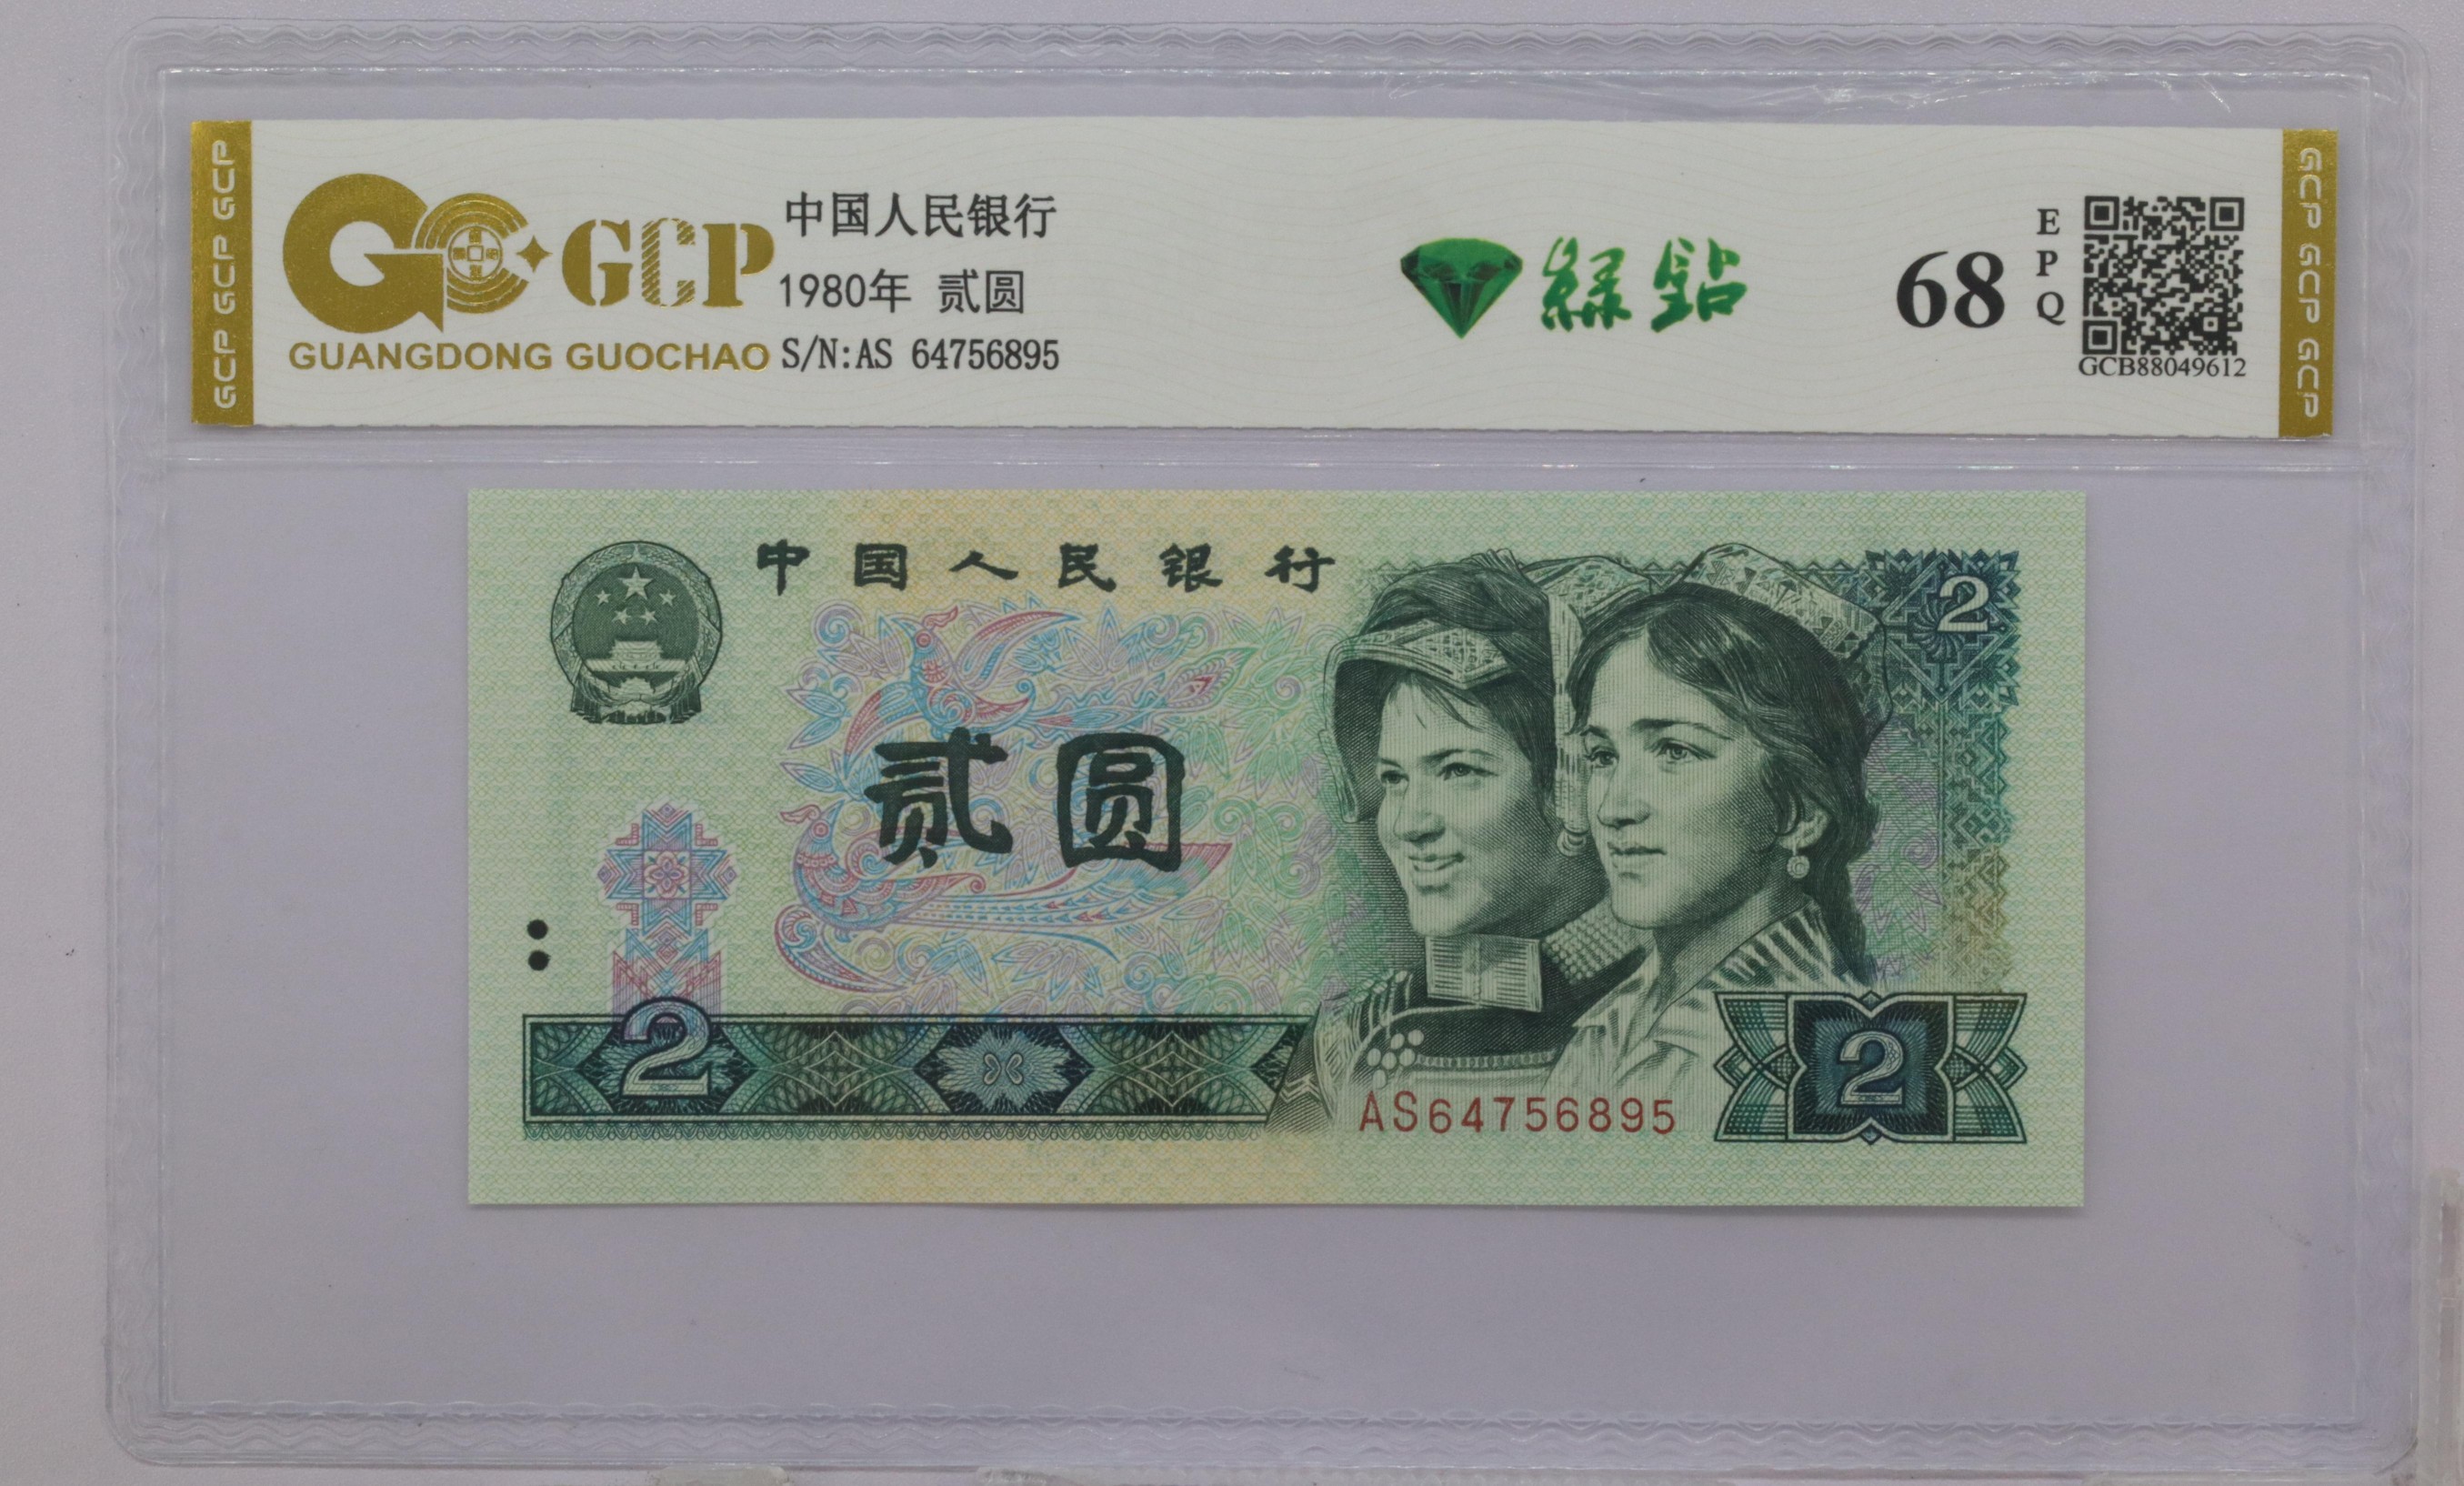 GCP GCP GCP
GCP
GUANGDONG GUOCHAO
中国人民银行
1980年 贰圆
S/N:AS 64756895
綠鉆
68
EPQ
GCB88049612
GCP GCP GCP
中国人民银行
2
贰圆
2
AS64756895
2